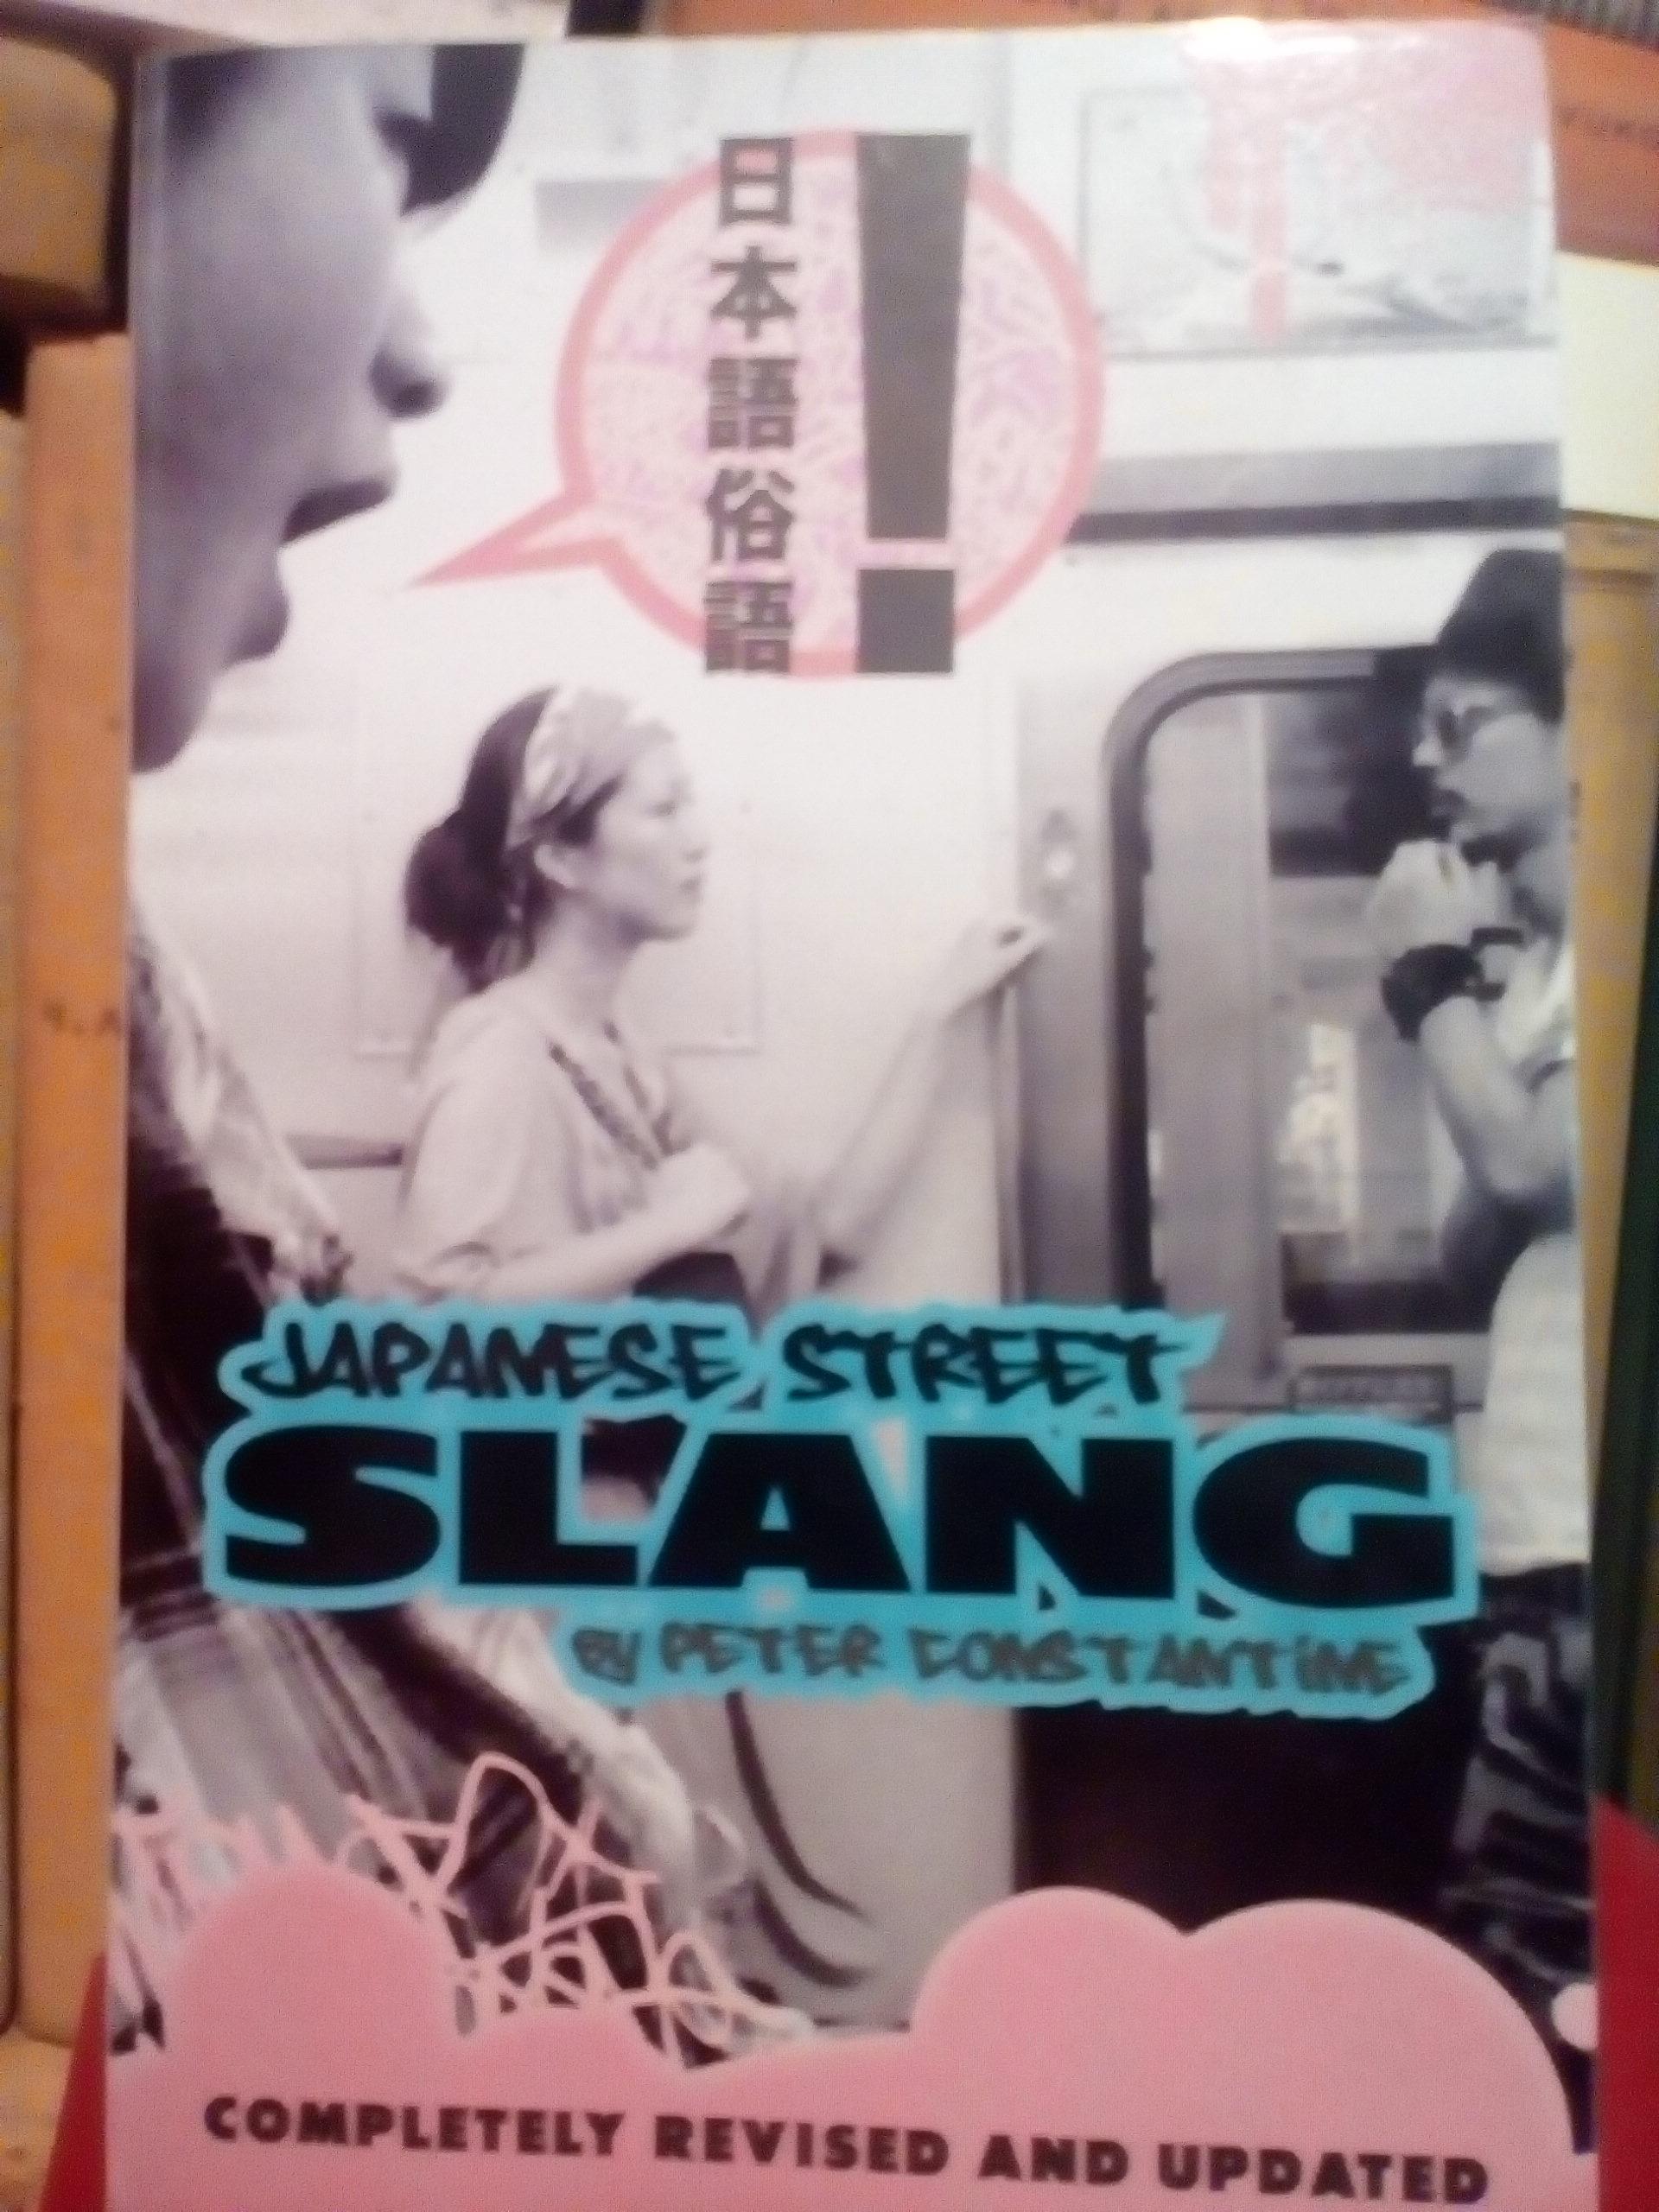 日本語俗語!
JAPANESE STREET
SLANG
BY PETER CONSTANTINE
COMPLETELY REVISED AND UPDATED